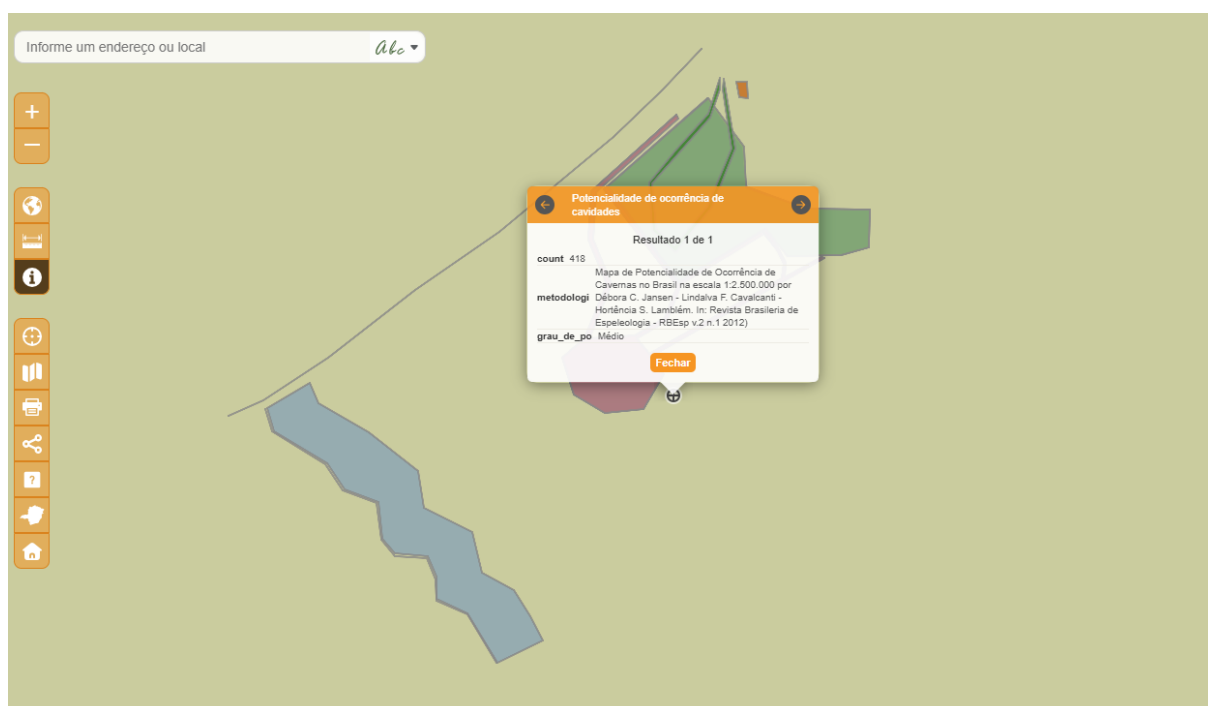 Informe um endereço ou local
Abc
Potencialidade de ocorrência de
cavidades
Resultado 1 de 1
count 418
Mapa de Potencialidade de Ocorrência de
Cavernas no Brasil na escala 1:2.500.000 por
metodologi Débora C. Jansen - Lindalva F. Cavalcanti -
Hortência S. Lamblém. In: Revista Brasileria de
Espeleologia - RBEsp v.2 n.1 2012)
grau_de_po Médio
Fechar